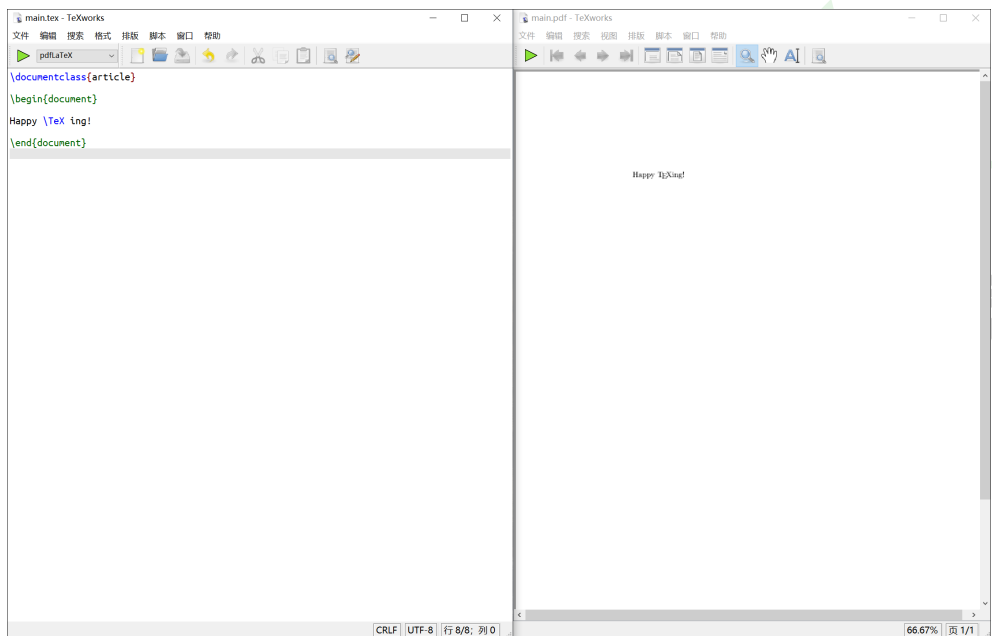 main.tex - TeXworks
文件 编辑 搜索 格式 排版 脚本 窗口 帮助
pdfLaTeX
\documentclass{article}
\begin{document}
Happy \TeX ing!
\end{document}
CRLF UTF-8 行 8/8; 列 0
main.pdf - TeXworks
文件 编辑 搜索 视图 排版 脚本 窗口 帮助
Happy TeXing!
66.67% 页 1/1